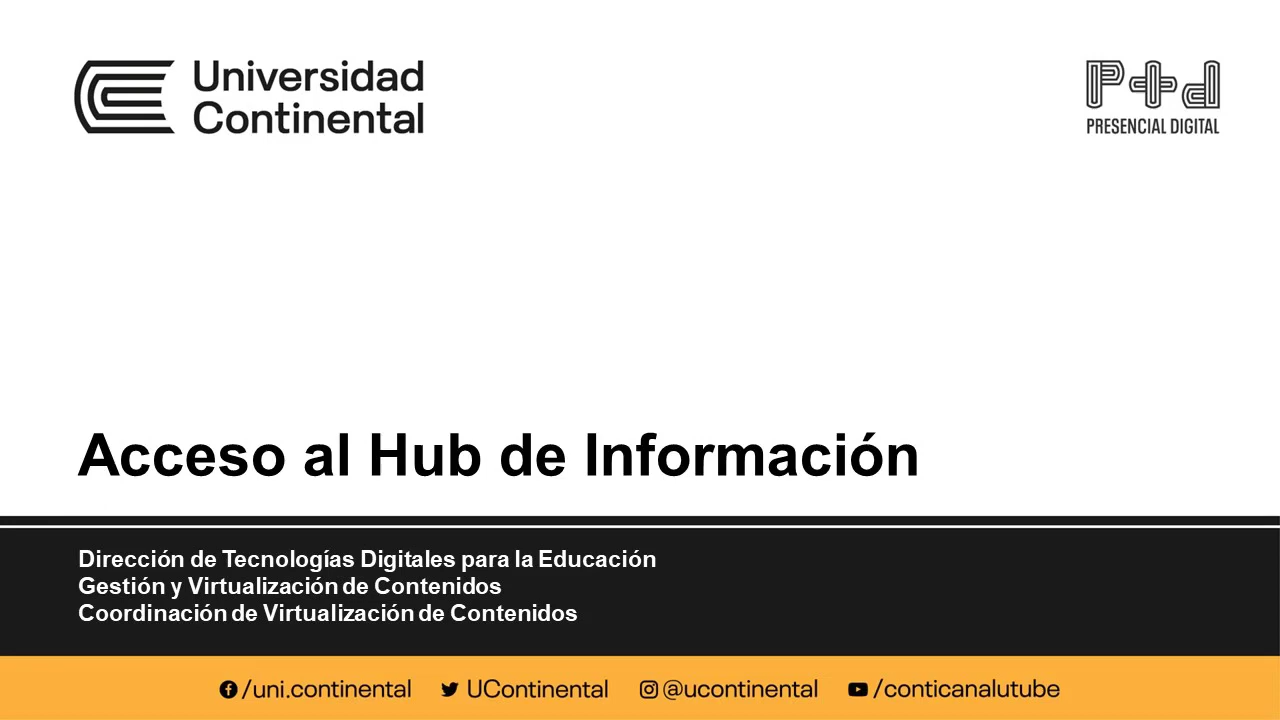 Universidad
Continental
P+d
PRESENCIAL DIGITAL
Acceso al Hub de Información
Dirección de Tecnologías Digitales para la Educación
Gestión y Virtualización de Contenidos
Coordinación de Virtualización de Contenidos
/uni.continental UContinental @ucontinental /conticanalutube